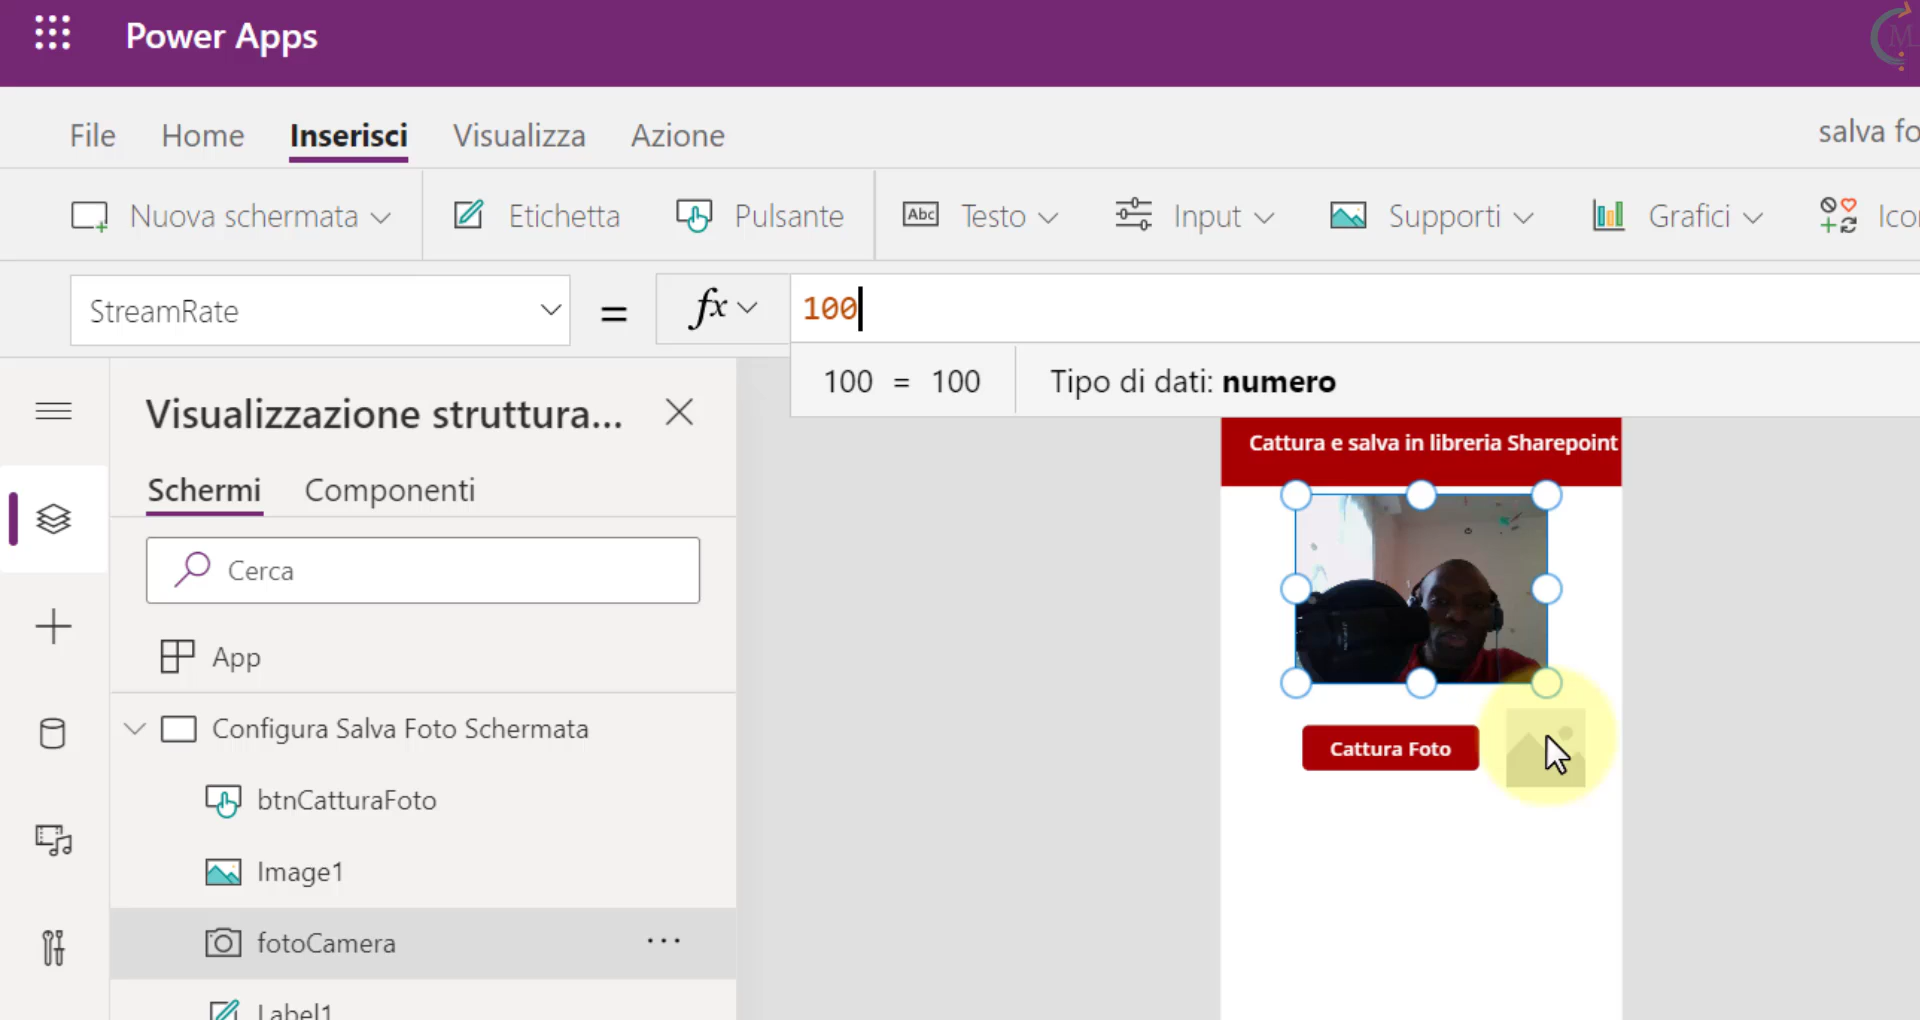 Power Apps
M
File Home Inserisci Visualizza Azione salva fo
Nuova schermata Etichetta Pulsante Abc Testo Input Supporti Grafici Ico
StreamRate = fx 100
100 = 100 Tipo di dati: numero
Visualizzazione struttura...
Schermi Componenti
Cerca
App
Configura Salva Foto Schermata
btnCatturaFoto
Image1
fotoCamera ...
Label1
Cattura e salva in libreria Sharepoint
Cattura Foto